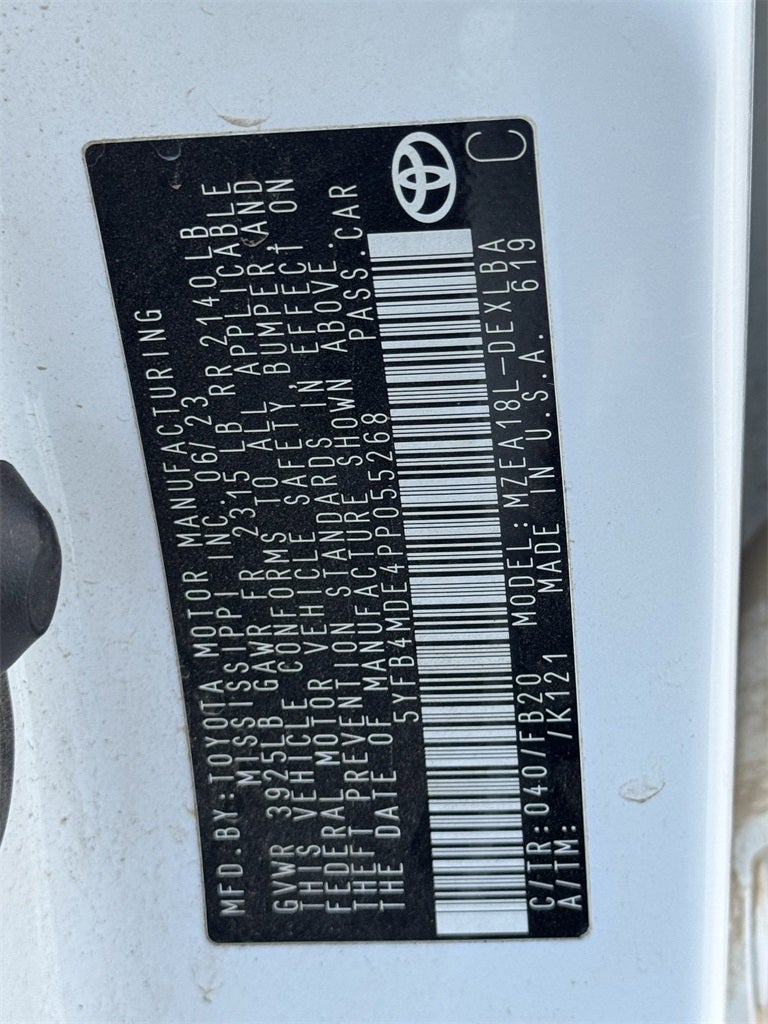 MFD.BY:TOYOTA MOTOR MANUFACTURING
MISSISSIPPI INC. 06/23
GVWR 3925LB GAWR FR 2315 LB RR 2140LB
THIS VEHICLE CONFORMS TO ALL APPLICABLE
FEDERAL MOTOR VEHICLE SAFETY, BUMPER, AND
THEFT PREVENTION STANDARDS IN EFFECT ON
THE DATE OF MANUFACTURE SHOWN ABOVE.
5YFB4MDE4PP055268 PASS.CAR
C/TR:040/FB20 MODEL:MZEA18L-DEXLBA
A/TM: /K121 MADE IN U.S.A. 619
C